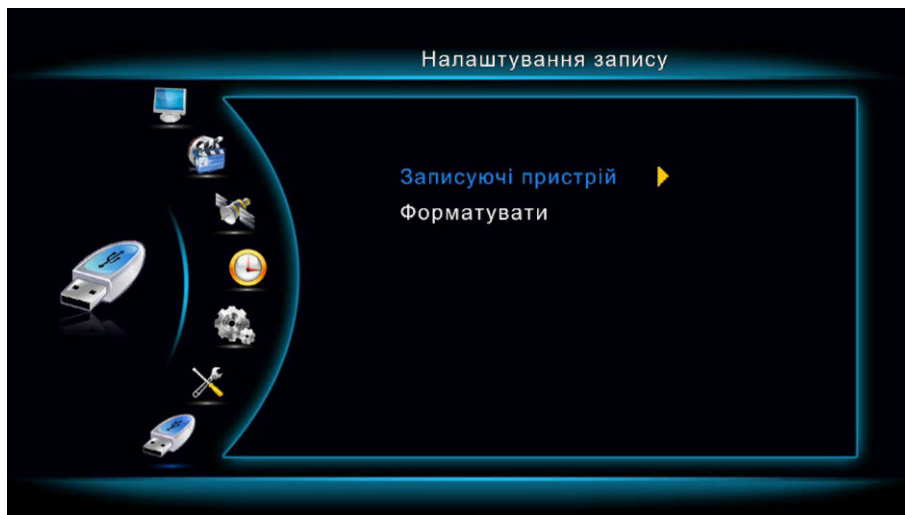 Налаштування запису
Записуючі пристрій
Форматувати